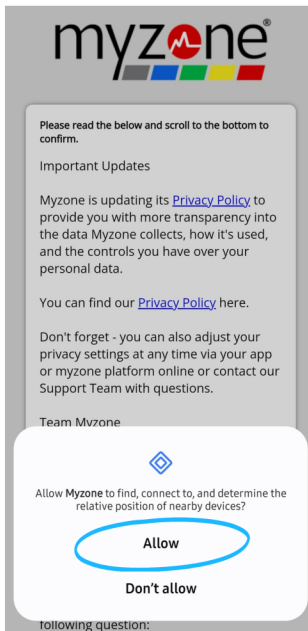 myzone®
Please read the below and scroll to the bottom to
confirm.
Important Updates
Myzone is updating its Privacy Policy to
provide you with more transparency into
the data Myzone collects, how it's used,
and the controls you have over your
personal data.
You can find our Privacy Policy here.
Don't forget - you can also adjust your
privacy settings at any time via your app
or myzone platform online or contact our
Support Team with questions.
Team Myzone
Allow Myzone to find, connect to, and determine the
relative position of nearby devices?
Allow
Don't allow
following question: